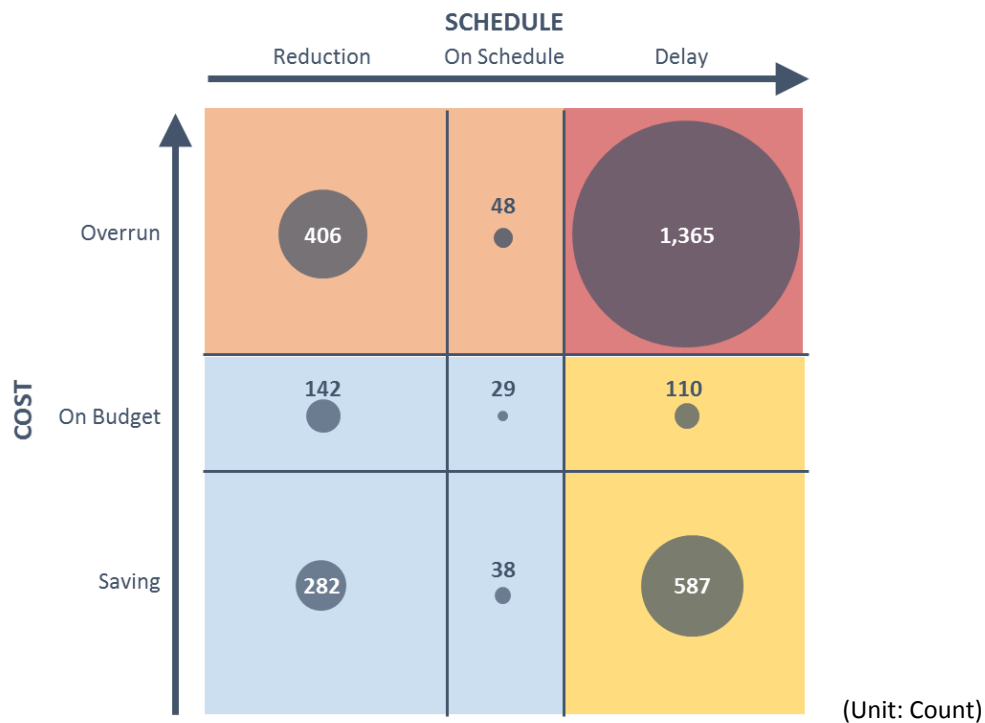 SCHEDULE
Reduction On Schedule Delay
Overrun 406 48 1,365
COST
On Budget 142 29 110
Saving 282 38 587
(Unit: Count)